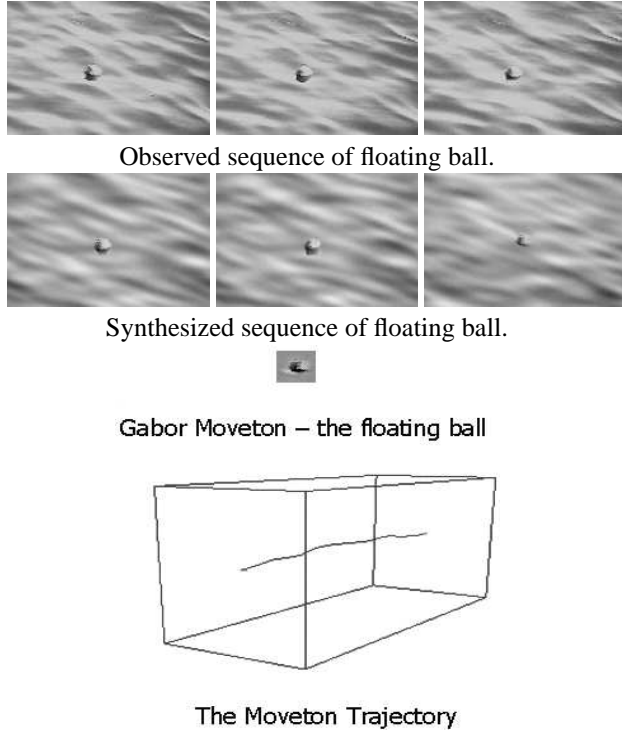 Observed sequence of floating ball.
Synthesized sequence of floating ball.
Gabor Moveton – the floating ball
The Moveton Trajectory